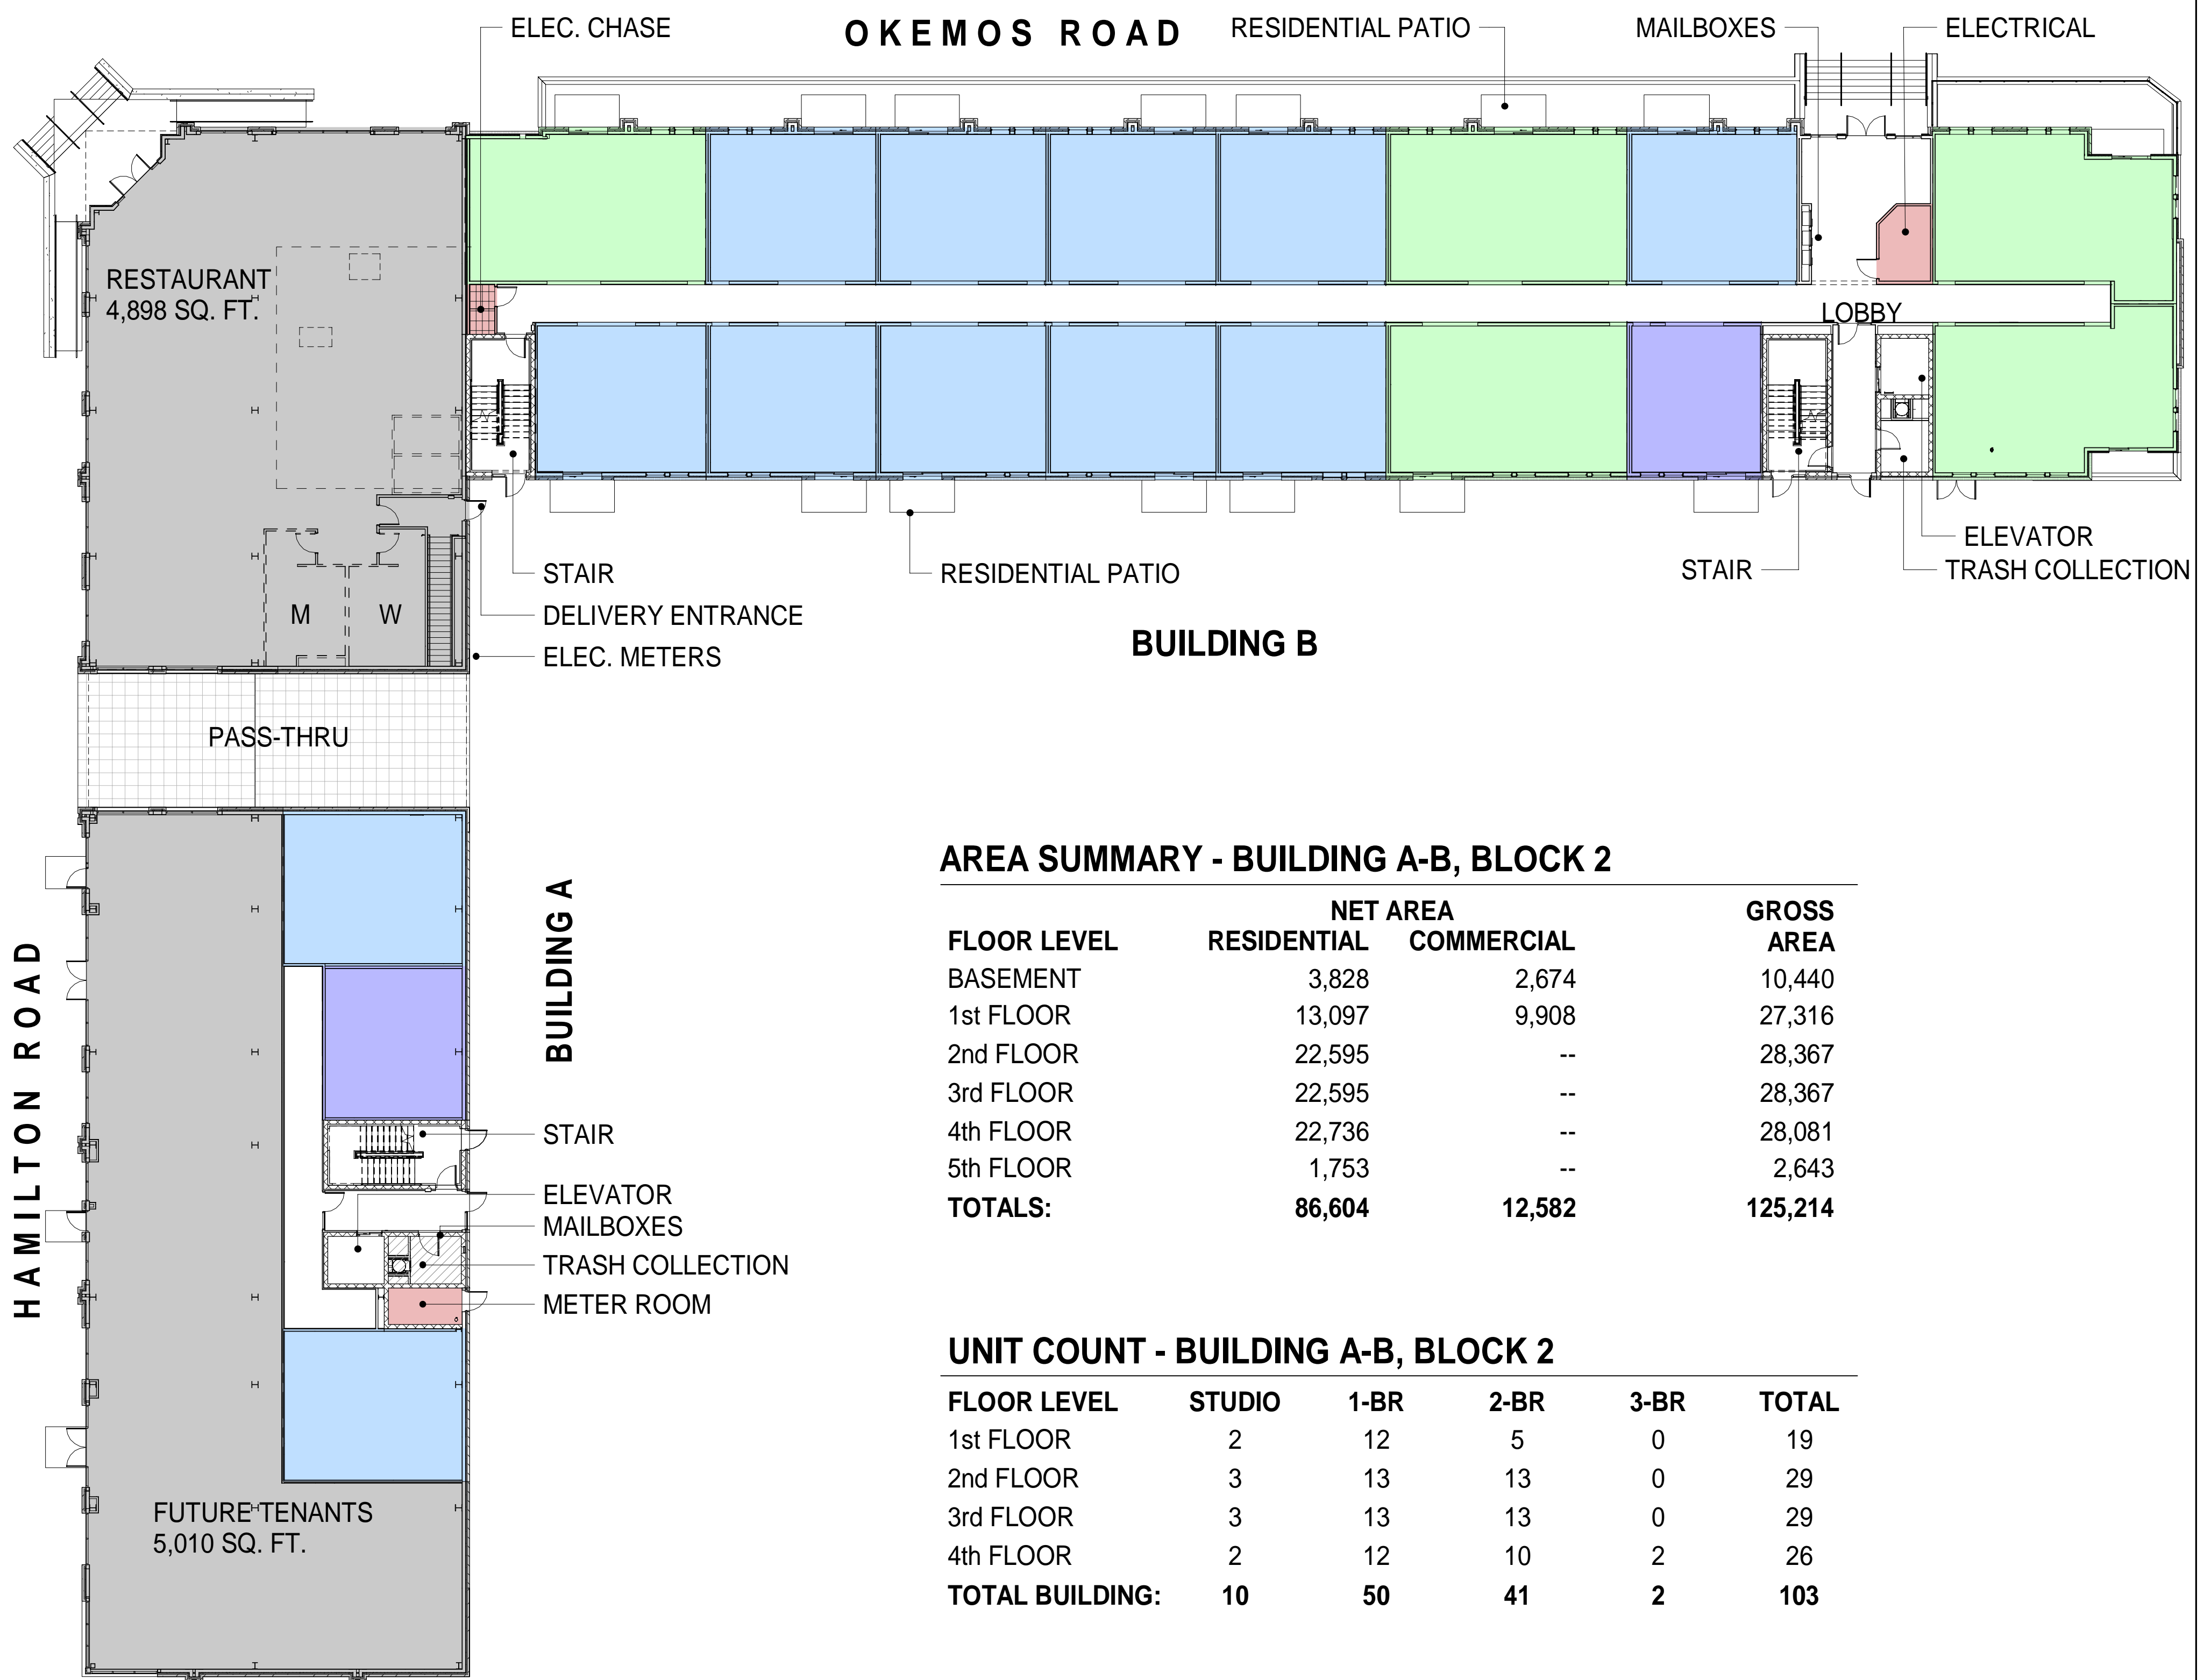 ELEC. CHASE
OKEMOS ROAD
RESIDENTIAL PATIO
MAILBOXES
ELECTRICAL
RESTAURANT
4,898 SQ. FT.
LOBBY
M
W
STAIR
DELIVERY ENTRANCE
ELEC. METERS
RESIDENTIAL PATIO
STAIR
ELEVATOR
TRASH COLLECTION
BUILDING B
PASS-THRU
HAMILTON ROAD
BUILDING A
STAIR
ELEVATOR
MAILBOXES
TRASH COLLECTION
METER ROOM
FUTURE TENANTS
5,010 SQ. FT.
AREA SUMMARY - BUILDING A-B, BLOCK 2
NET AREA GROSS
FLOOR LEVEL RESIDENTIAL COMMERCIAL AREA
BASEMENT 3,828 2,674 10,440
1st FLOOR 13,097 9,908 27,316
2nd FLOOR 22,595 -- 28,367
3rd FLOOR 22,595 -- 28,367
4th FLOOR 22,736 -- 28,081
5th FLOOR 1,753 -- 2,643
TOTALS: 86,604 12,582 125,214
UNIT COUNT - BUILDING A-B, BLOCK 2
FLOOR LEVEL STUDIO 1-BR 2-BR 3-BR TOTAL
1st FLOOR 2 12 5 0 19
2nd FLOOR 3 13 13 0 29
3rd FLOOR 3 13 13 0 29
4th FLOOR 2 12 10 2 26
TOTAL BUILDING: 10 50 41 2 103